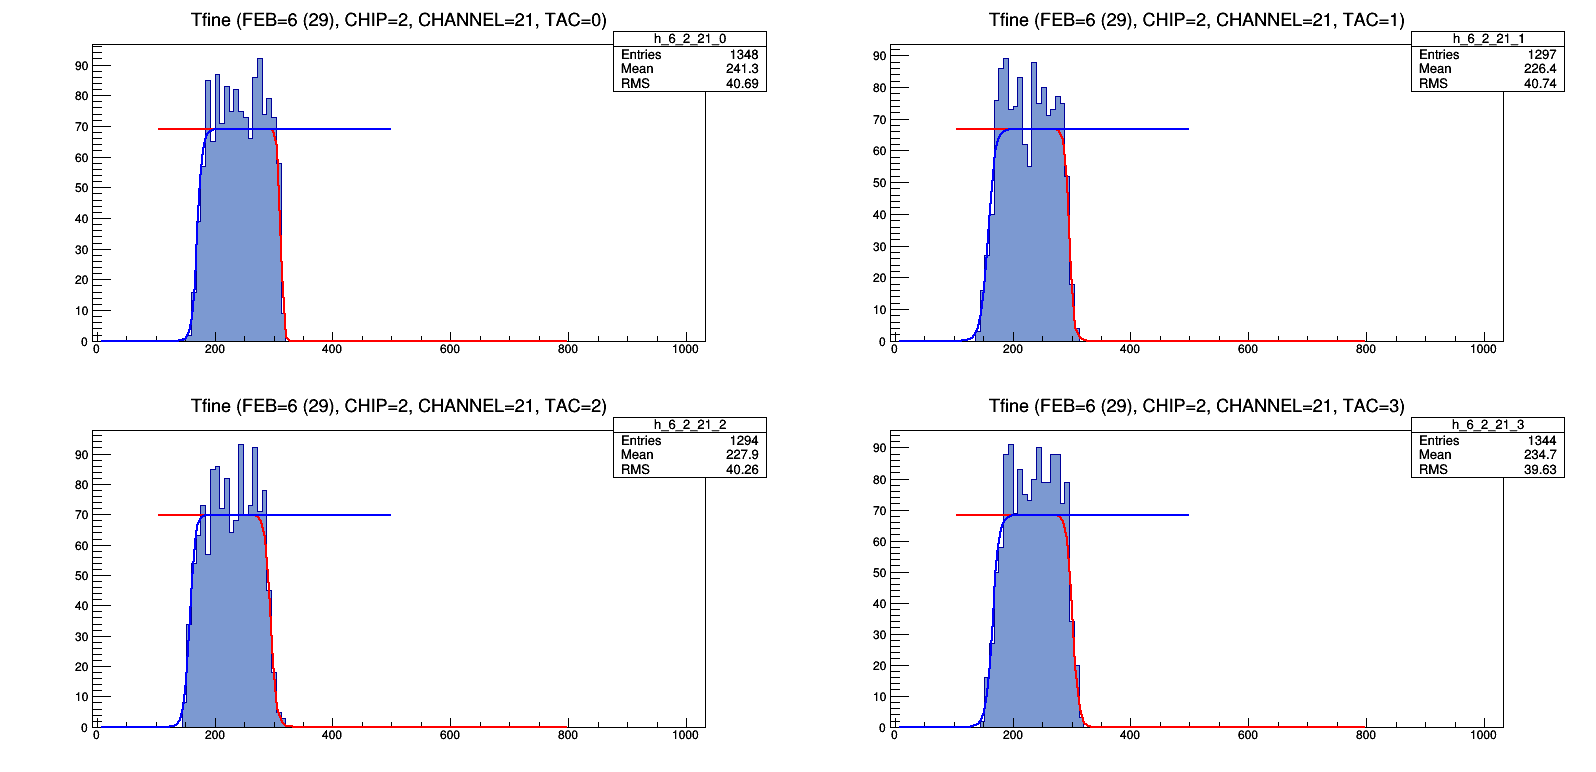 Tfine (FEB=6 (29), CHIP=2, CHANNEL=21, TAC=0)
h_6_2_21_0
Entries 1348
Mean 241.3
RMS 40.69
90
80
70
60
50
40
30
20
10
0
0 200 400 600 800 1000
Tfine (FEB=6 (29), CHIP=2, CHANNEL=21, TAC=1)
h_6_2_21_1
Entries 1297
Mean 226.4
RMS 40.74
90
80
70
60
50
40
30
20
10
0
0 200 400 600 800 1000
Tfine (FEB=6 (29), CHIP=2, CHANNEL=21, TAC=2)
h_6_2_21_2
Entries 1294
Mean 227.9
RMS 40.26
90
80
70
60
50
40
30
20
10
0
0 200 400 600 800 1000
Tfine (FEB=6 (29), CHIP=2, CHANNEL=21, TAC=3)
h_6_2_21_3
Entries 1344
Mean 234.7
RMS 39.63
90
80
70
60
50
40
30
20
10
0
0 200 400 600 800 1000